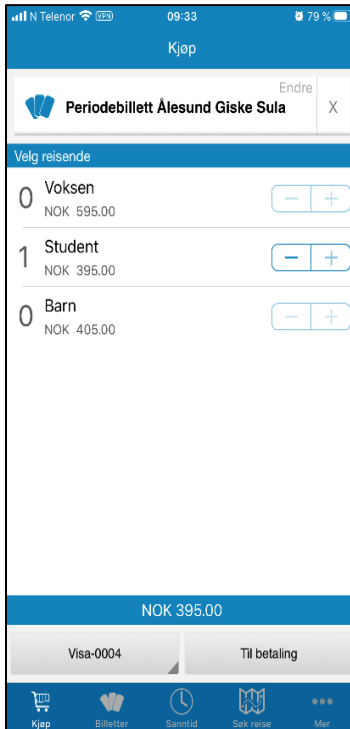 N Telenor VPN 09:33 79 %
Kjøp
Endre
Periodebillett Ålesund Giske Sula X
Velg reisende
0 Voksen
NOK 595.00
1 Student
NOK 395.00
0 Barn
NOK 405.00
NOK 395.00
Visa-0004 Til betaling
Kjøp Billetter Sanntid Søk reise Mer